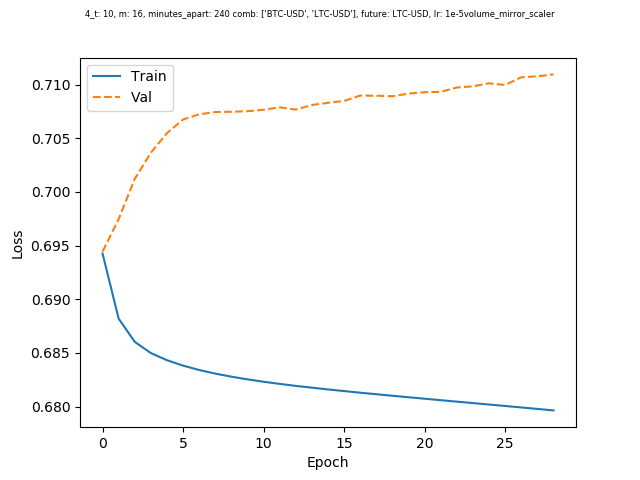 4_t: 10, m: 16, minutes_apart: 240 comb: ['BTC-USD', 'LTC-USD'], future: LTC-USD, lr: 1e-5volume_mirror_scaler
Train
Val
0.710
0.705
0.700
0.695
0.690
0.685
0.680
Loss
0 5 10 15 20 25
Epoch